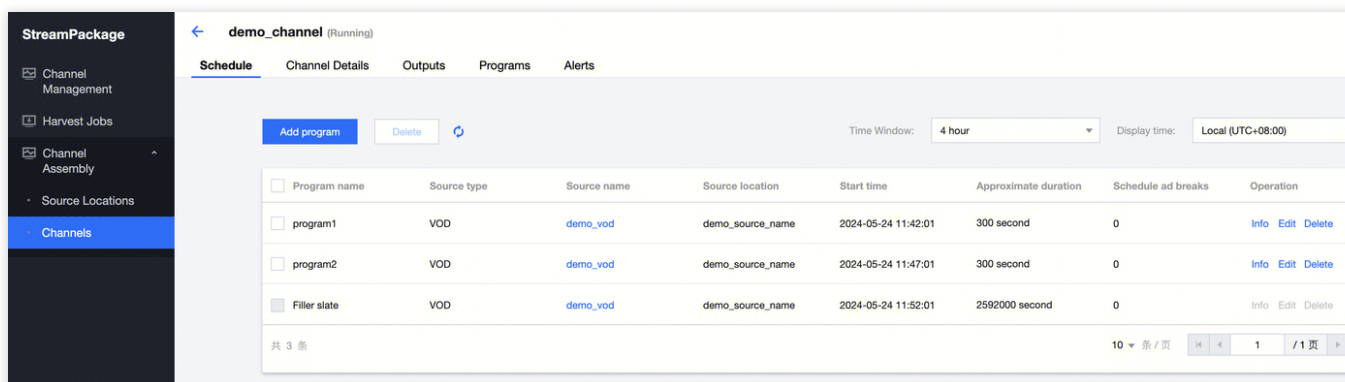 StreamPackage
Channel
Management
Harvest Jobs
Channel
Assembly
Source Locations
Channels
demo_channel (Running)
Schedule Channel Details Outputs Programs Alerts
Add program Delete Time Window: 4 hour Display time: Local (UTC+08:00)
Program name Source type Source name Source location Start time Approximate duration Schedule ad breaks Operation
program1 VOD demo_vod demo_source_name 2024-05-24 11:42:01 300 second 0 Info Edit Delete
program2 VOD demo_vod demo_source_name 2024-05-24 11:47:01 300 second 0 Info Edit Delete
Filler slate VOD demo_vod demo_source_name 2024-05-24 11:52:01 2592000 second 0 Info Edit Delete
共 3 条 10 条 / 页 1 / 1 页